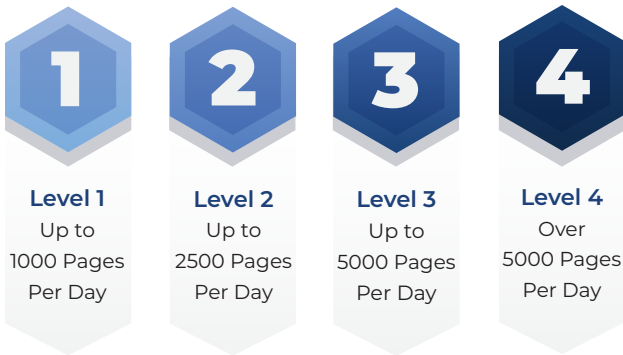 1
Level 1
Up to
1000 Pages
Per Day
2
Level 2
Up to
2500 Pages
Per Day
3
Level 3
Up to
5000 Pages
Per Day
4
Level 4
Over
5000 Pages
Per Day